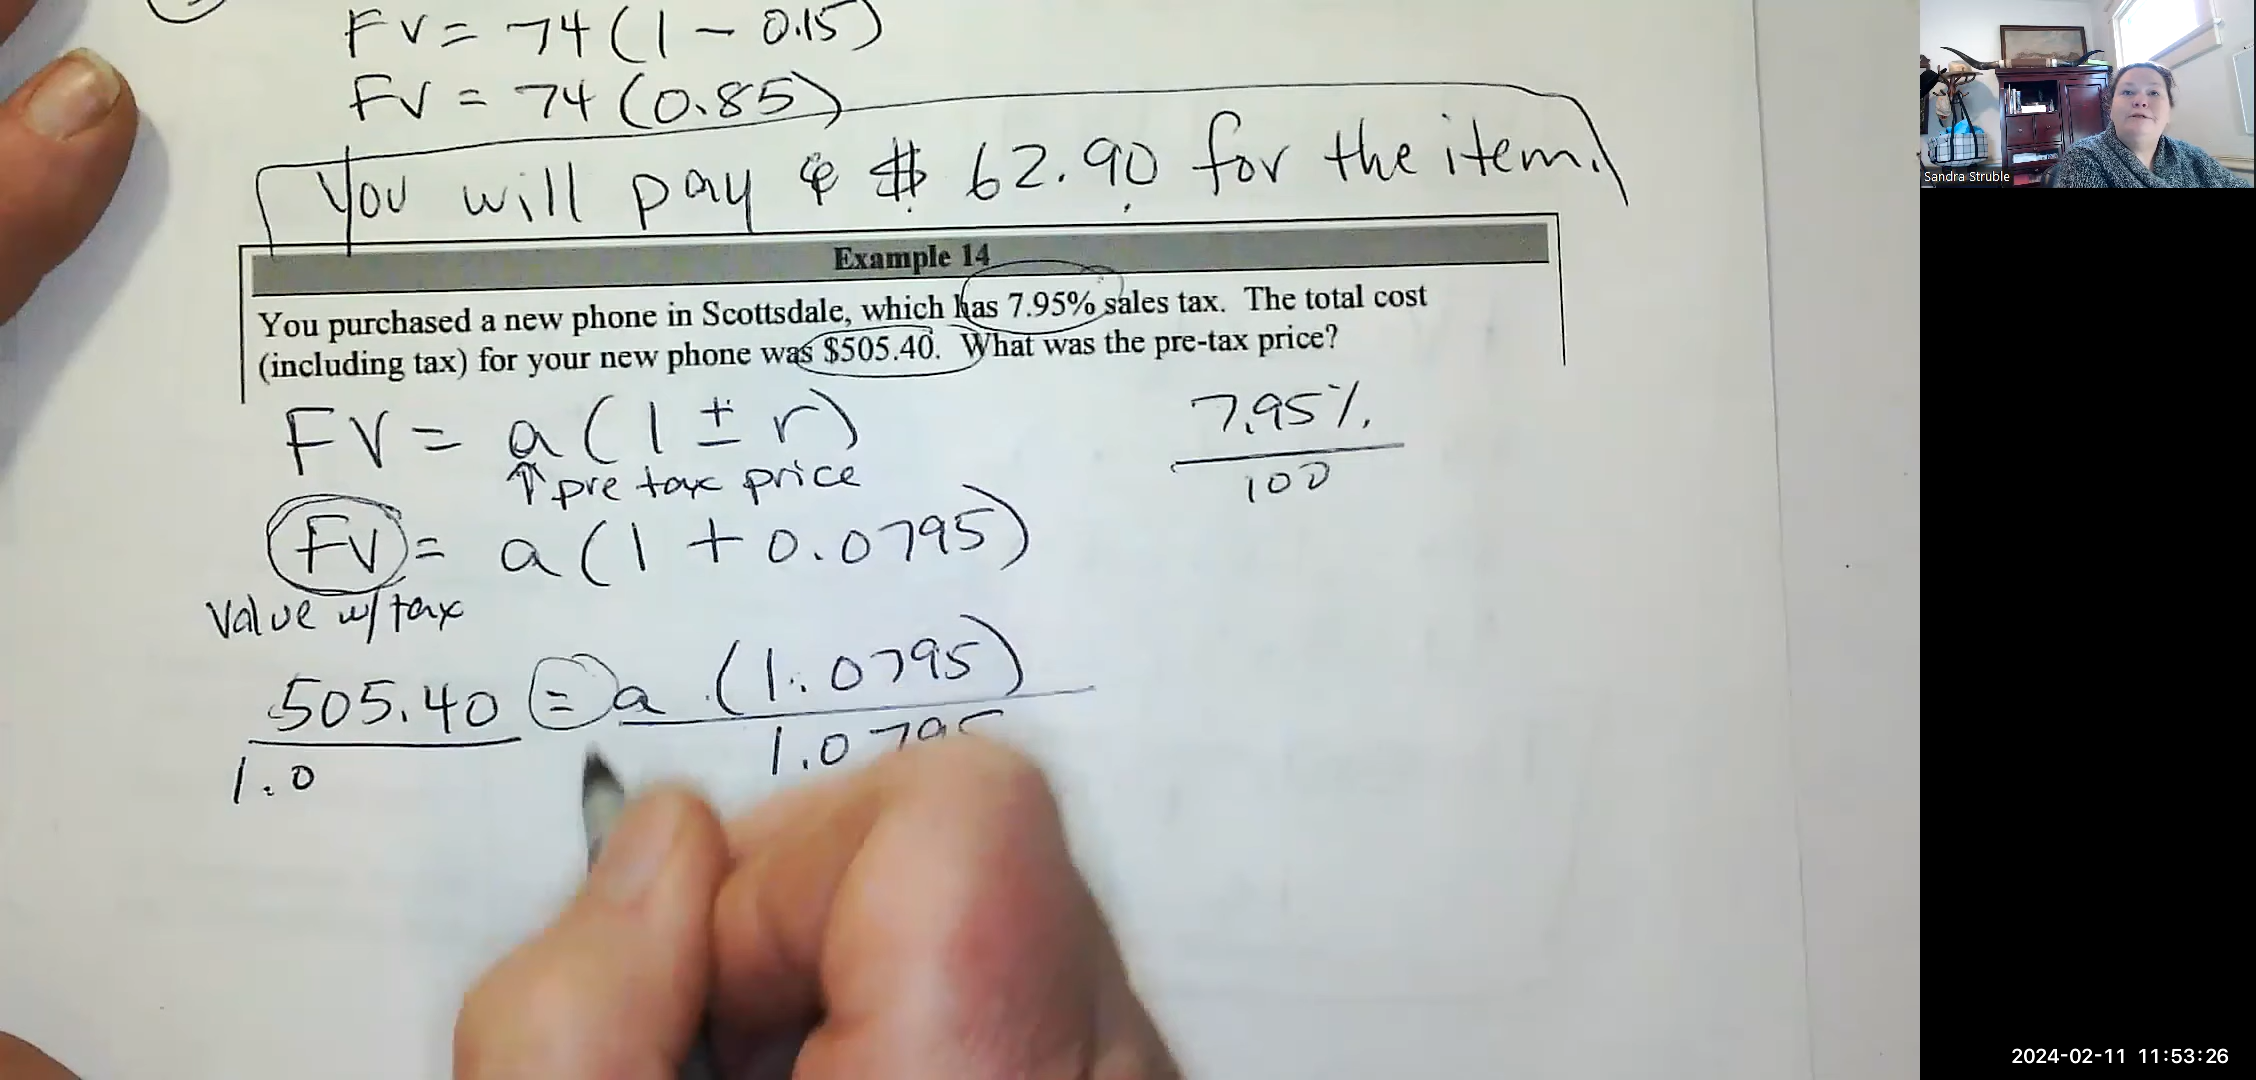 FV = 74(1 - 0.15)
FV = 74(0.85)
You will pay $ 62.90 for the item.
Example 14
You purchased a new phone in Scottsdale, which has 7.95% sales tax. The total cost
(including tax) for your new phone was $505.40. What was the pre-tax price?
FV = a(1 ± r)
↑ pre tax price
7.95%
100
FV = a(1 + 0.0795)
Value w/ tax
505.40 = a (1.0795)
1.0
1.0795
Sandra Struble
2024-02-11 11:53:26